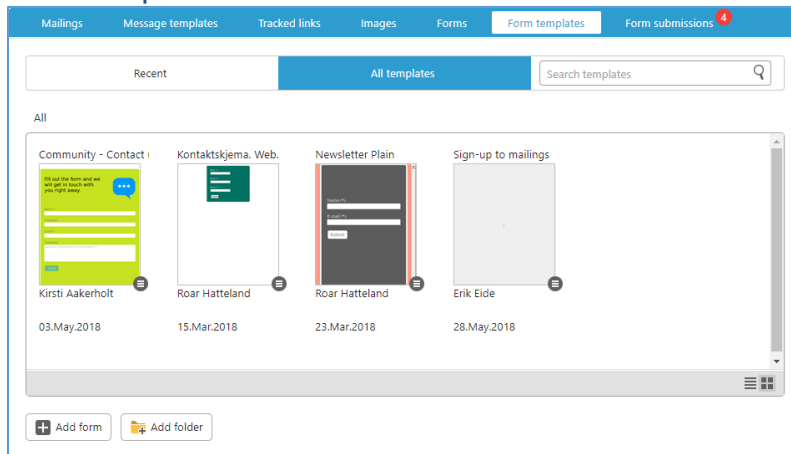 Mailings Message templates Tracked links Images Forms Form templates Form submissions 4
Recent All templates Search templates
All
Community - Contact Kontaktskjema. Web. Newsletter Plain Sign-up to mailings
Fill out the form and we
will get in touch with
you right away.
Name (*):
E-mail (*):
Submit
Kirsti Aakerholt Roar Hatteland Roar Hatteland Erik Eide
03.May.2018 15.Mar.2018 23.Mar.2018 28.May.2018
Add form Add folder